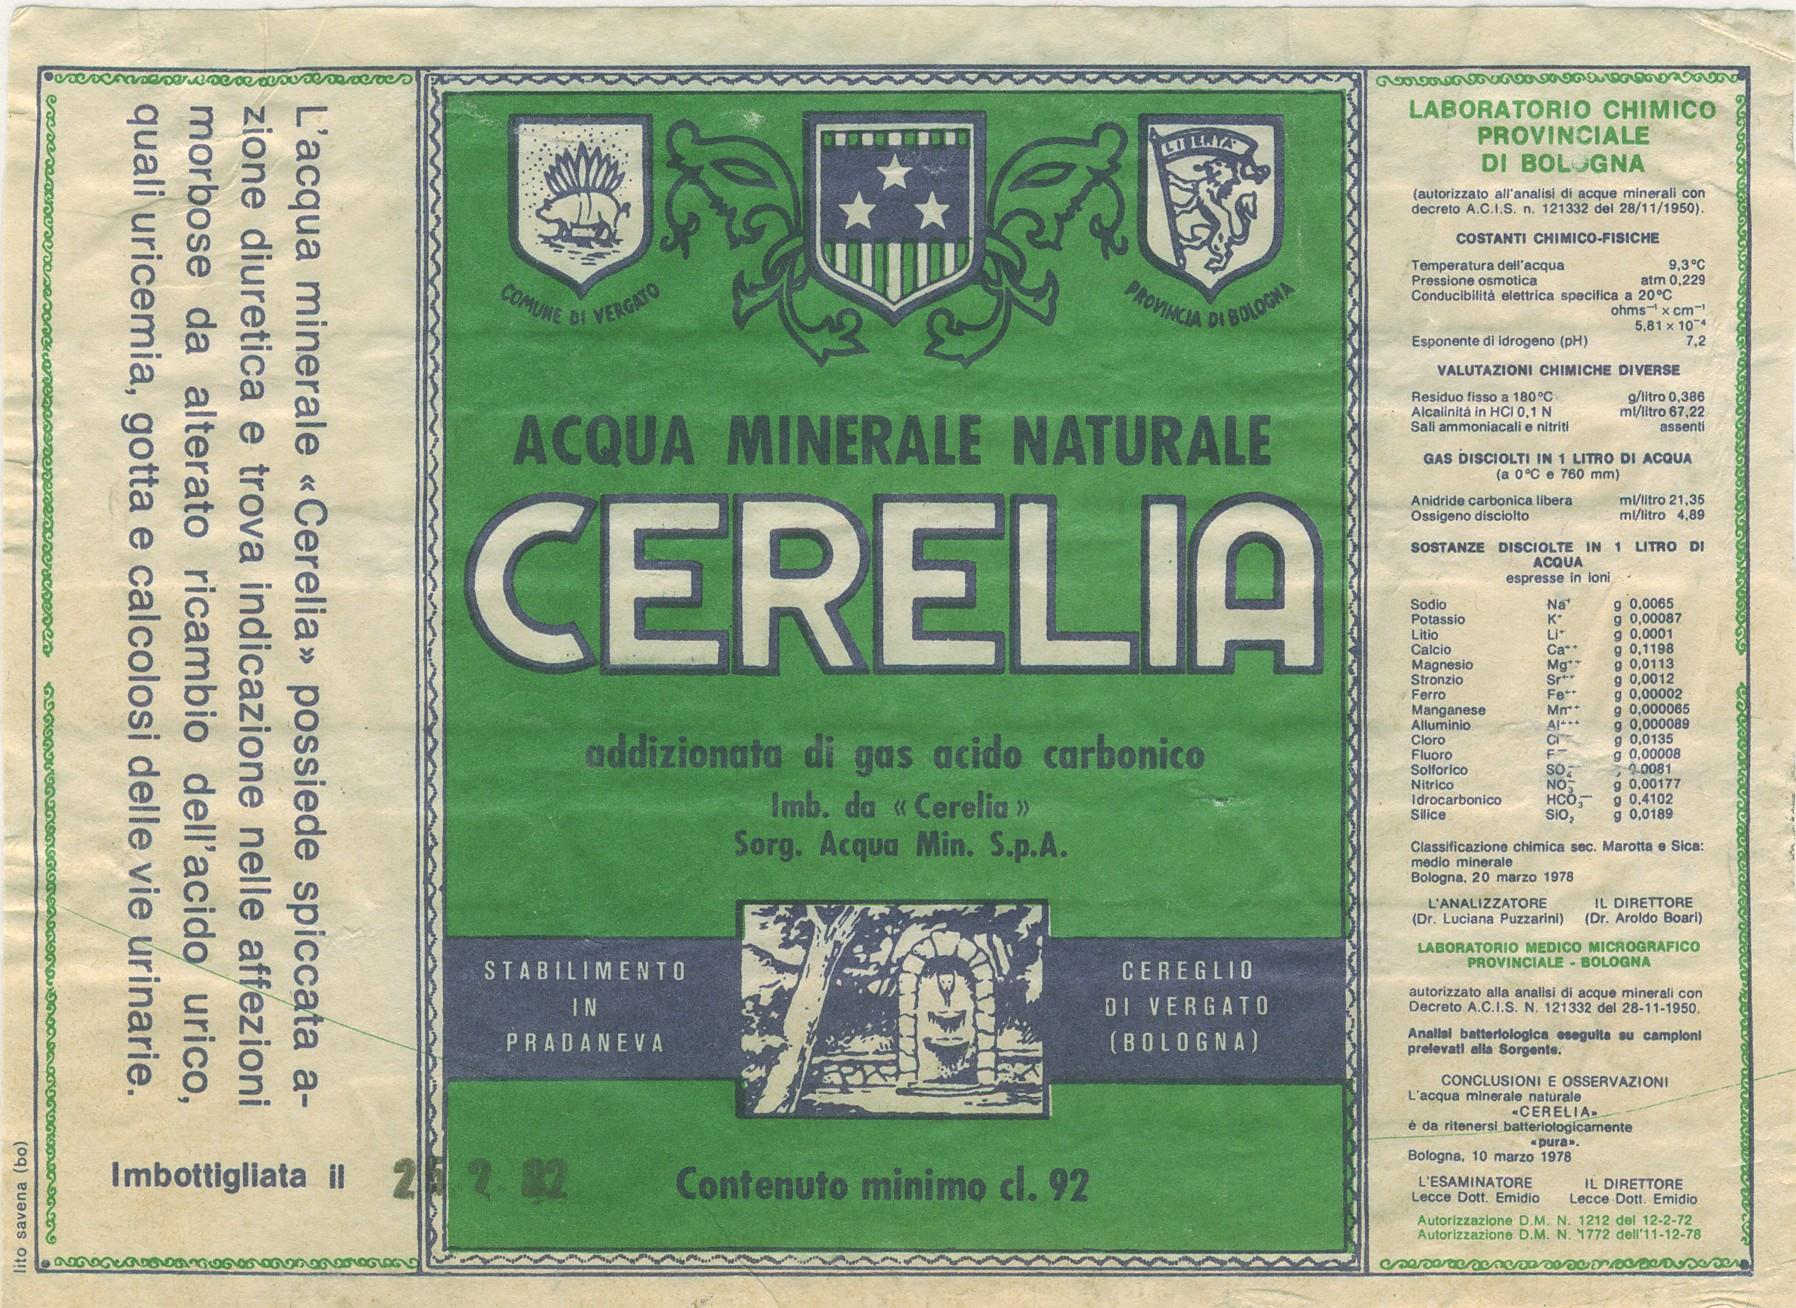 L'acqua minerale «Cerelia» possiede spiccata a-
zione diuretica e trova indicazione nelle affezioni
morbose da alterato ricambio dell'acido urico,
quali uricemia, gotta e calcolosi delle vie urinarie.
Imbottigliata il
lito savena (bo)
COMUNE DI VERGATO
LIBERTA'
PROVINCIA DI BOLOGNA
ACQUA MINERALE NATURALE
CERELIA
addizionata di gas acido carbonico
Imb. da «Cerelia»
Sorg. Acqua Min. S.p.A.
STABILIMENTO
IN
PRADANEVA
CEREGLIO
DI VERGATO
(BOLOGNA)
Contenuto minimo cl. 92
LABORATORIO CHIMICO
PROVINCIALE
DI BOLOGNA
(autorizzato all'analisi di acque minerali con
decreto A.C.I.S. n. 121332 del 28/11/1950).
COSTANTI CHIMICO-FISICHE
Temperatura dell'acqua 9,3°C
Pressione osmotica atm 0,229
Conducibilità elettrica specifica a 20°C
ohms⁻¹ × cm⁻¹
5,81 × 10⁻⁴
Esponente di idrogeno (pH) 7,2
VALUTAZIONI CHIMICHE DIVERSE
Residuo fisso a 180°C g/litro 0,386
Alcalinità in HCl 0,1 N ml/litro 67,22
Sali ammoniacali e nitriti assenti
GAS DISCIOLTI IN 1 LITRO DI ACQUA
(a 0°C e 760 mm)
Anidride carbonica libera ml/litro 21,35
Ossigeno disciolto ml/litro 4,89
SOSTANZE DISCIOLTE IN 1 LITRO DI
ACQUA
espresse in ioni
Sodio Na⁺ g 0,0065
Potassio K⁺ g 0,00087
Litio Li⁺ g 0,0001
Calcio Ca⁺⁺ g 0,1198
Magnesio Mg⁺⁺ g 0,0113
Stronzio Sr⁺⁺ g 0,0012
Ferro Fe⁺⁺ g 0,00002
Manganese Mn⁺⁺ g 0,000065
Alluminio Al⁺⁺⁺ g 0,000089
Cloro Cl⁻ g 0,0135
Fluoro F⁻ g 0,00008
Solforico SO₄⁻ 0,0081
Nitrico NO₃⁻ g 0,00177
Idrocarbonico HCO₃⁻ g 0,4102
Silice SiO₂ g 0,0189
Classificazione chimica sec. Marotta e Sica:
medio minerale
Bologna, 20 marzo 1978
L'ANALIZZATORE IL DIRETTORE
(Dr. Luciana Puzzarini) (Dr. Aroldo Boari)
LABORATORIO MEDICO MICROGRAFICO
PROVINCIALE - BOLOGNA
autorizzato alla analisi di acque minerali con
Decreto A.C.I.S. N. 121332 del 28-11-1950.
Analisi batteriologica eseguita su campioni
prelevati alla Sorgente.
CONCLUSIONI E OSSERVAZIONI
L'acqua minerale naturale
«CERELIA»
è da ritenersi batteriologicamente
«pura».
Bologna, 10 marzo 1978
L'ESAMINATORE IL DIRETTORE
Lecce Dott. Emidio Lecce Dott. Emidio
Autorizzazione D.M. N. 1212 del 12-2-72
Autorizzazione D.M. N. 1772 dell'11-12-78